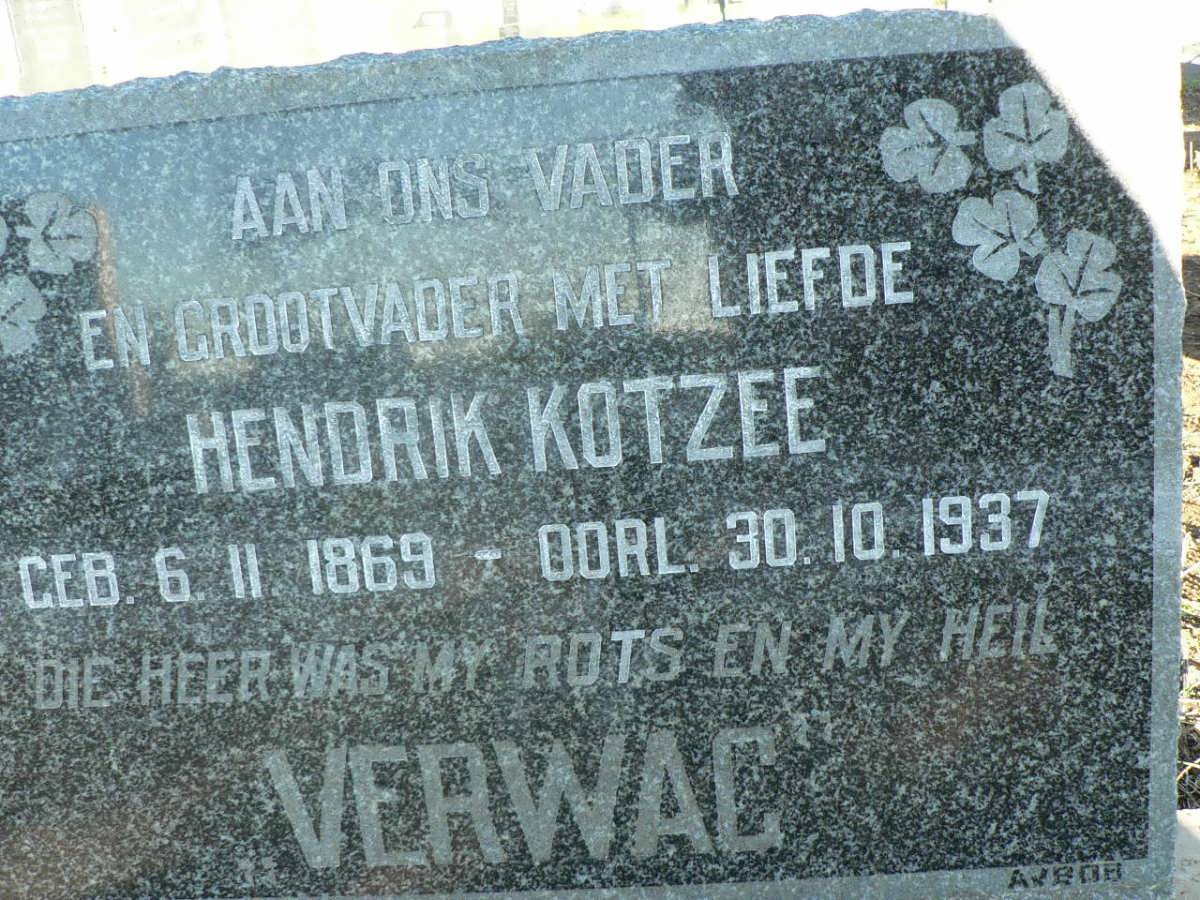 AAN ONS VADER
EN GROOTVADER MET LIEFDE
HENDRIK KOTZEE
GEB. 6. 11. 1869 - OORL. 30. 10. 1937
DIE HEER WAS MY ROTS EN MY HEIL
VERWAG